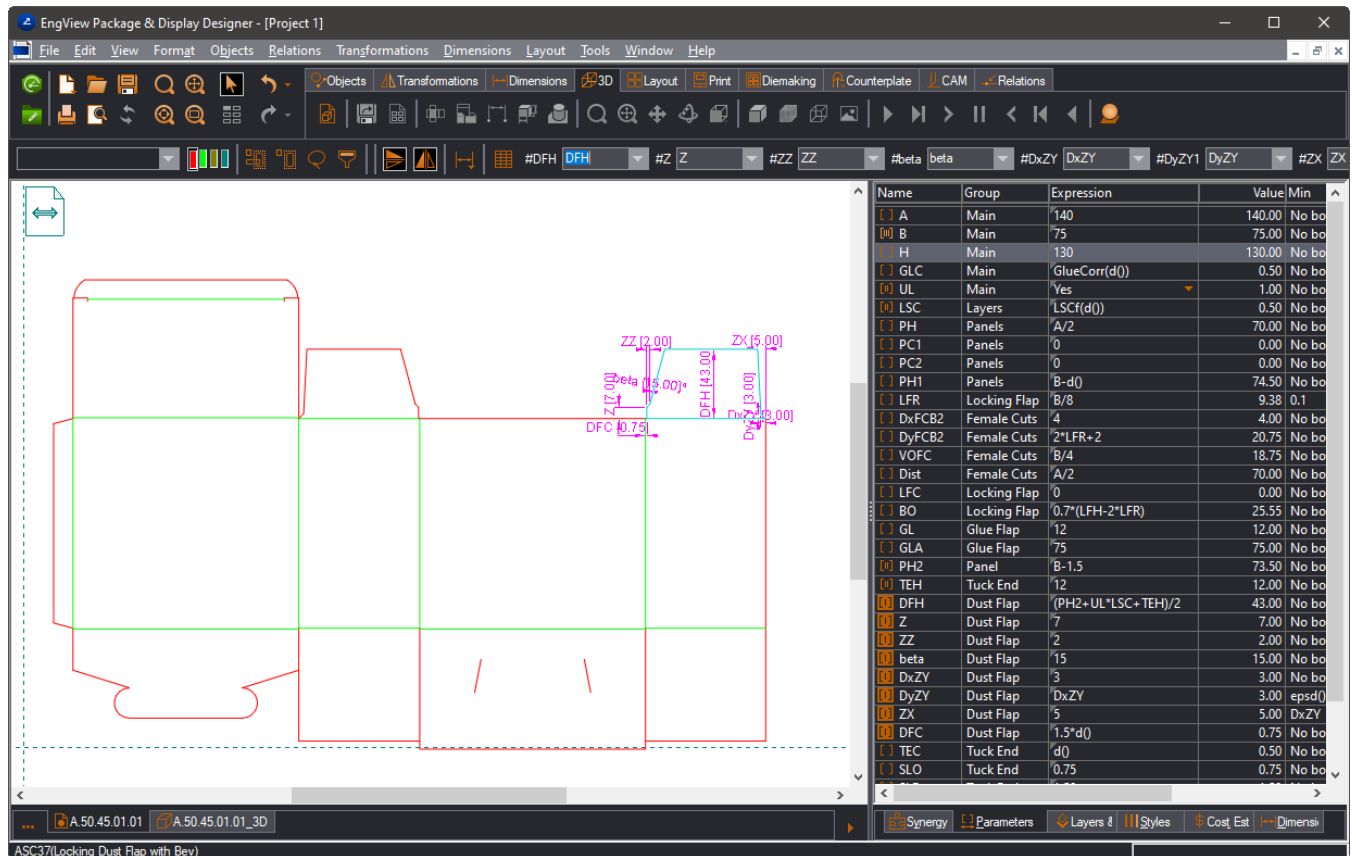 EngView Package & Display Designer - [Project 1]
File Edit View Format Objects Relations Transformations Dimensions Layout Tools Window Help
Objects Transformations Dimensions 3D Layout Print Diemaking Counterplate CAM Relations
#DFH DFH #Z Z #ZZ ZZ #beta beta #DxZY DxZY #DyZY1 DyZY #ZX ZX
ZZ [2.00] ZX [5.00]
beta [15.00]°
Z [7.00]
DFH [43.00]
[3.00]
[3.00]
DFC [0.75]
Name Group Expression Value Min
[ ] A Main 140 140.00 No bo
B Main 75 75.00 No bo
H Main 130 130.00 No bo
[ ] GLC Main GlueCorr(d()) 0.50 No bo
UL Main Yes 1.00 No bo
[ ] LSC Layers LSCf(d()) 0.50 No bo
[ ] PH Panels A/2 70.00 No bo
[ ] PC1 Panels 0 0.00 No bo
[ ] PC2 Panels 0 0.00 No bo
[ ] PH1 Panels B-d() 74.50 No bo
[ ] LFR Locking Flap B/8 9.38 0.1
[ ] DxFCB2 Female Cuts 4 4.00 No bo
[ ] DyFCB2 Female Cuts 2*LFR+2 20.75 No bo
[ ] VOFC Female Cuts B/4 18.75 No bo
[ ] Dist Female Cuts A/2 70.00 No bo
[ ] LFC Locking Flap 0 0.00 No bo
[ ] BO Locking Flap 0.7*(LFH-2*LFR) 25.55 No bo
[ ] GL Glue Flap 12 12.00 No bo
[ ] GLA Glue Flap 75 75.00 No bo
PH2 Panel B-1.5 73.50 No bo
TEH Tuck End 12 12.00 No bo
DFH Dust Flap (PH2+UL*LSC+TEH)/2 43.00 No bo
Z Dust Flap 7 7.00 No bo
ZZ Dust Flap 2 2.00 No bo
beta Dust Flap 15 15.00 No bo
DxZY Dust Flap 3 3.00 No bo
DyZY Dust Flap DxZY 3.00 epsd()
ZX Dust Flap 5 5.00 DxZY
DFC Dust Flap 1.5*d() 0.75 No bo
[ ] TEC Tuck End d() 0.50 No bo
[ ] SLO Tuck End 0.75 0.75 No bo
... A.50.45.01.01 A.50.45.01.01_3D
Synergy Parameters Layers & Styles Cost Est Dimensi
ASC37(Locking Dust Flap with Bev)